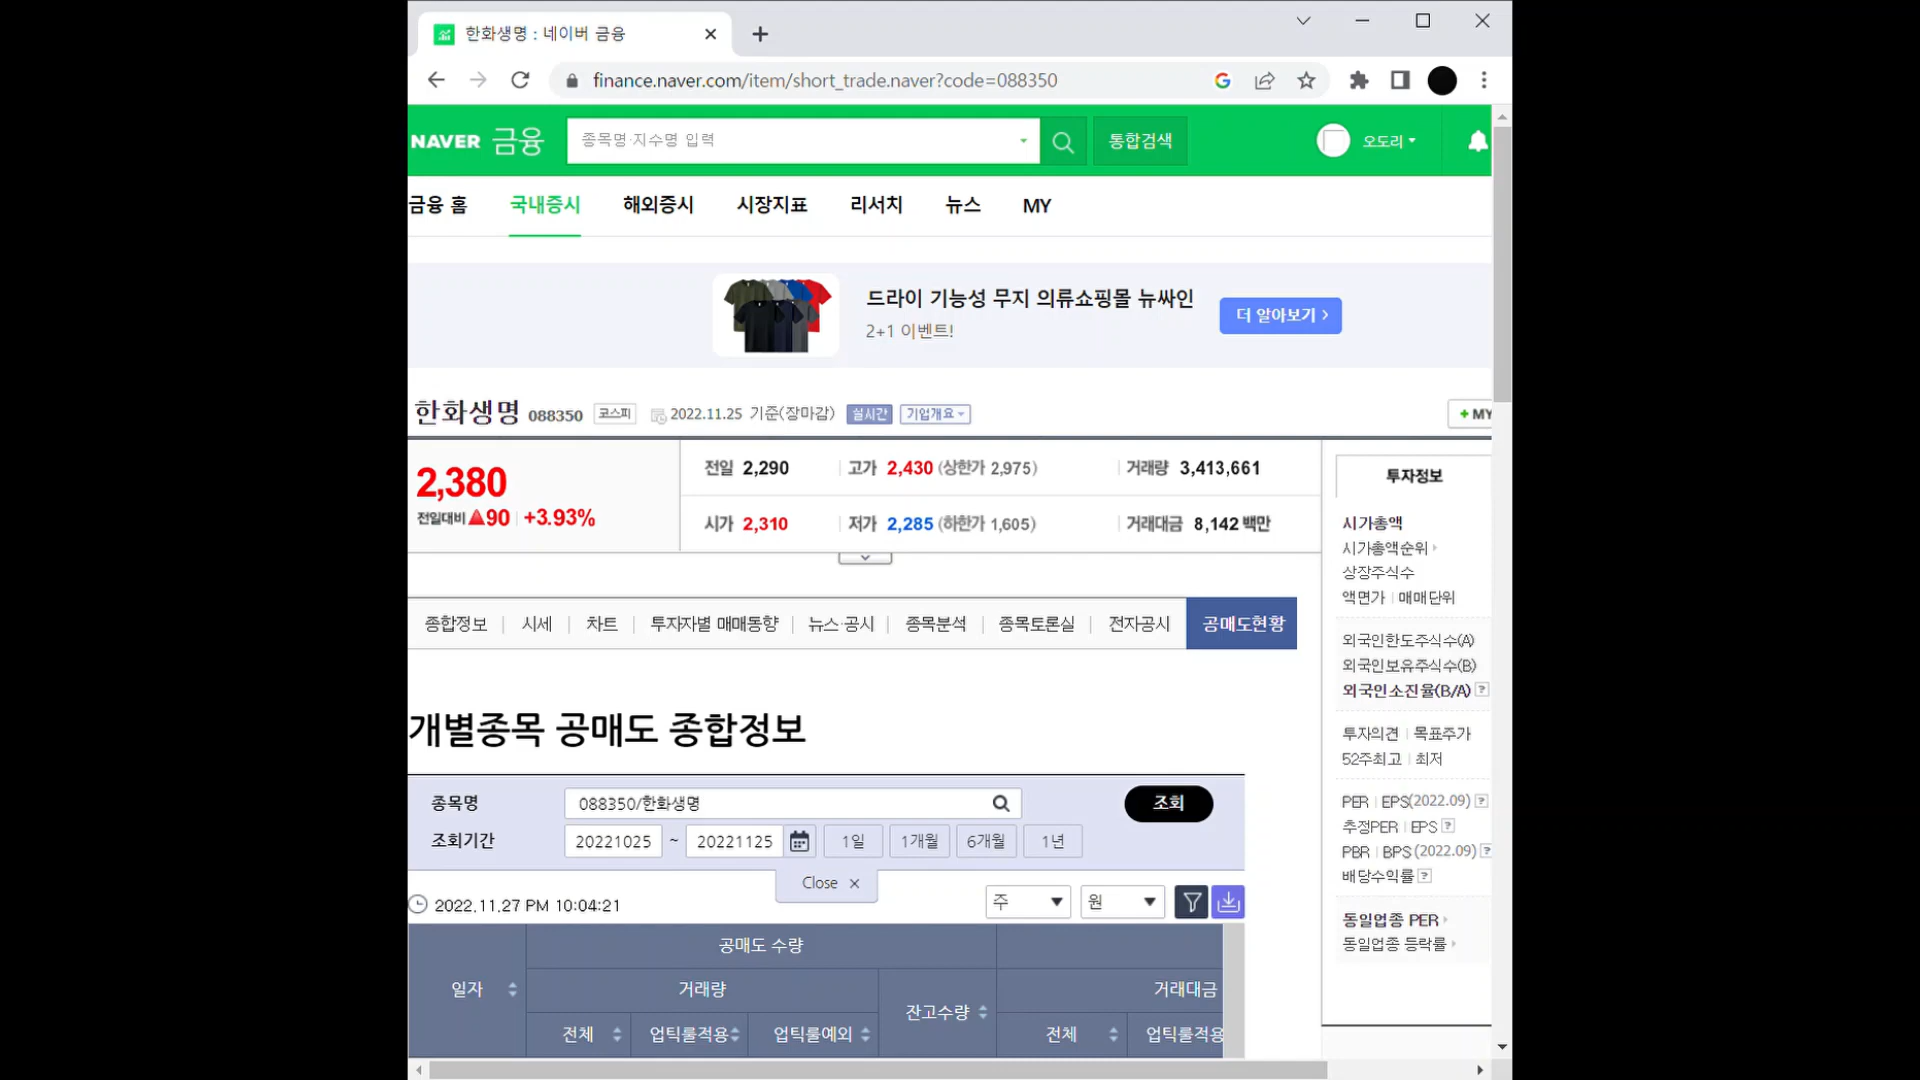 한화생명 : 네이버 금융
finance.naver.com/item/short_trade.naver?code=088350
NAVER 금융
종목명·지수명 입력
통합검색
오도리
금융 홈 국내증시 해외증시 시장지표 리서치 뉴스 MY
드라이 기능성 무지 의류쇼핑몰 뉴싸인
2+1 이벤트!
더 알아보기 >
한화생명 088350 코스피 2022.11.25 기준(장마감) 실시간 기업개요
+ MY
2,380
전일대비 ▲90 +3.93%
전일 2,290 고가 2,430 (상한가 2,975) 거래량 3,413,661
시가 2,310 저가 2,285 (하한가 1,605) 거래대금 8,142 백만
종합정보 시세 차트 투자자별 매매동향 뉴스·공시 종목분석 종목토론실 전자공시 공매도현황
투자정보
시가총액
시가총액순위
상장주식수
액면가 | 매매단위
외국인한도주식수(A)
외국인보유주식수(B)
외국인소진율(B/A) ?
투자의견 | 목표주가
52주최고 | 최저
PER | EPS(2022.09) ?
추정PER | EPS ?
PBR | BPS (2022.09) ?
배당수익률 ?
동일업종 PER
동일업종 등락률
개별종목 공매도 종합정보
종목명 088350/한화생명 조회
조회기간 20221025 ~ 20221125 1일 1개월 6개월 1년
Close ×
2022.11.27 PM 10:04:21 주 ▼ 원 ▼
공매도 수량
일자 거래량 잔고수량 거래대금
전체 업틱룰적용 업틱룰예외 전체 업틱룰적용